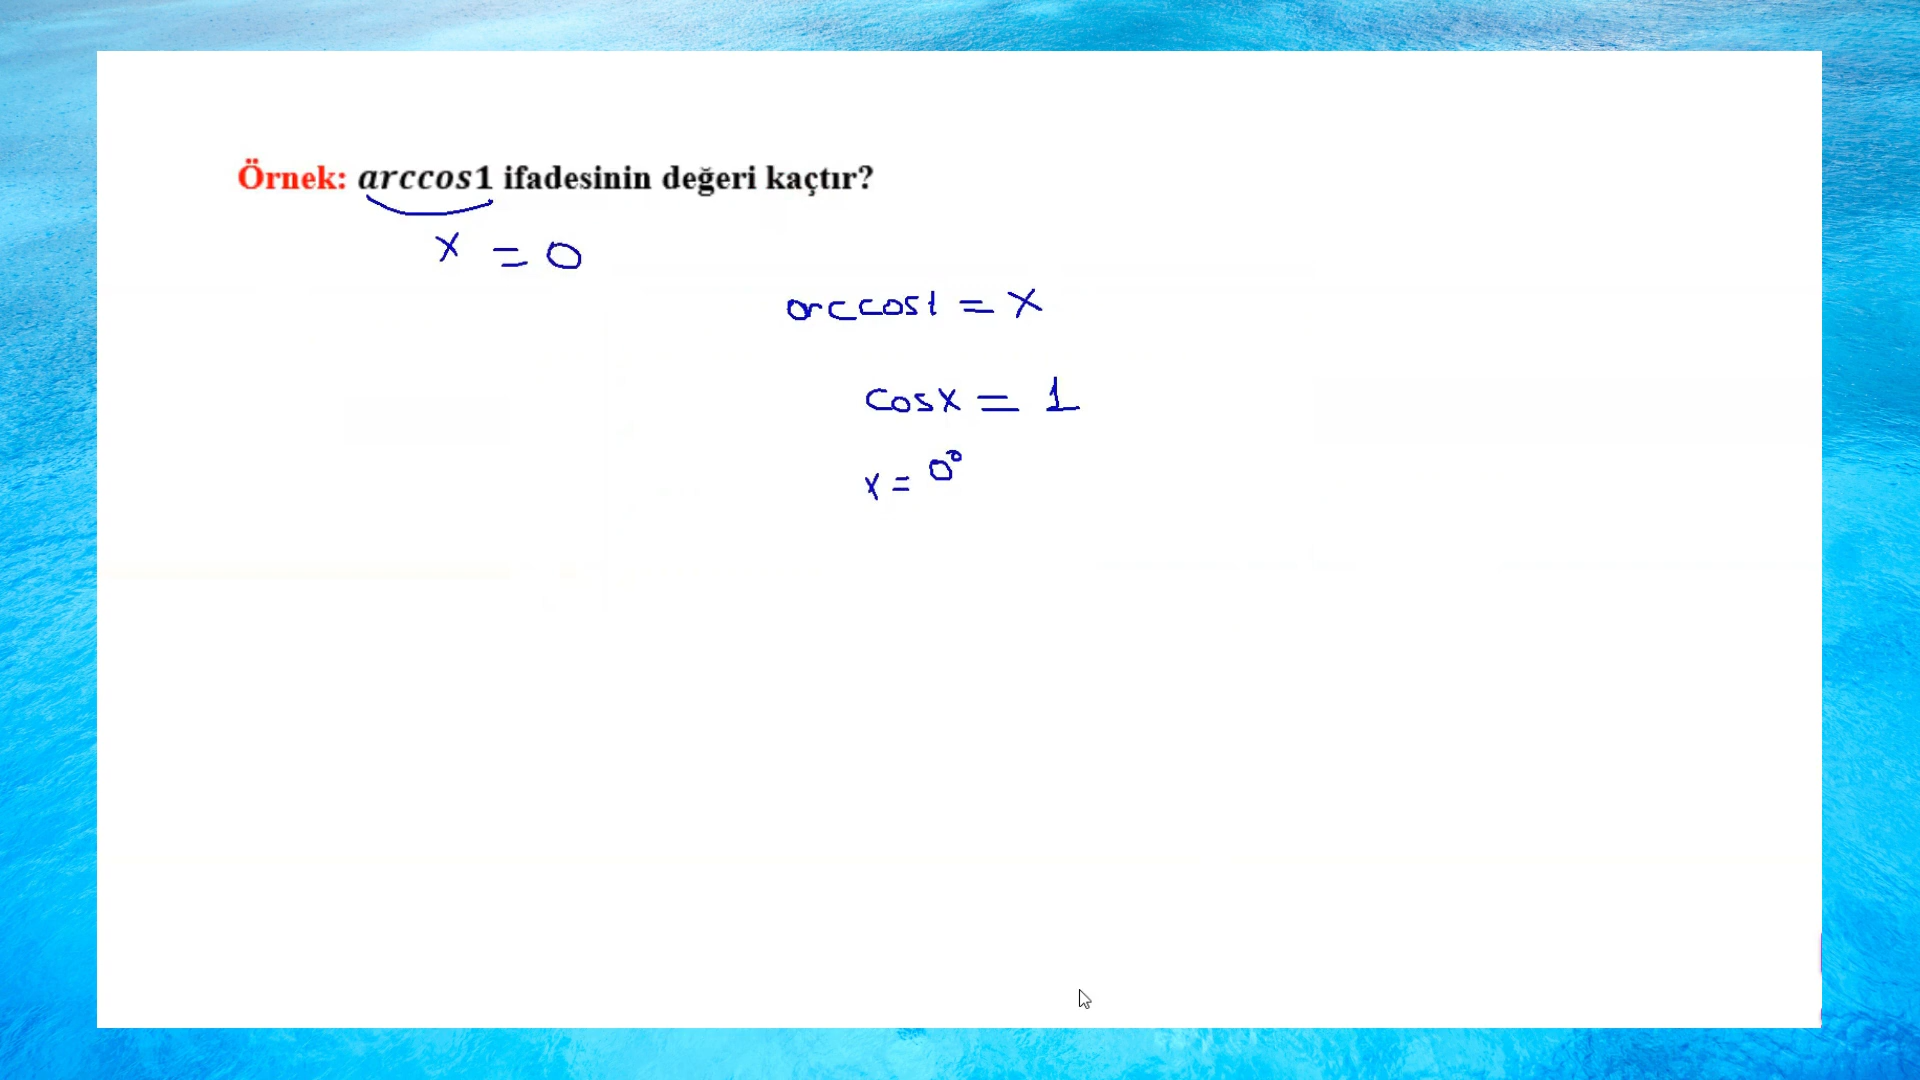 Örnek: arccos1 ifadesinin değeri kaçtır?
x = 0
arccos1 = x
cosx = 1
x = 0°